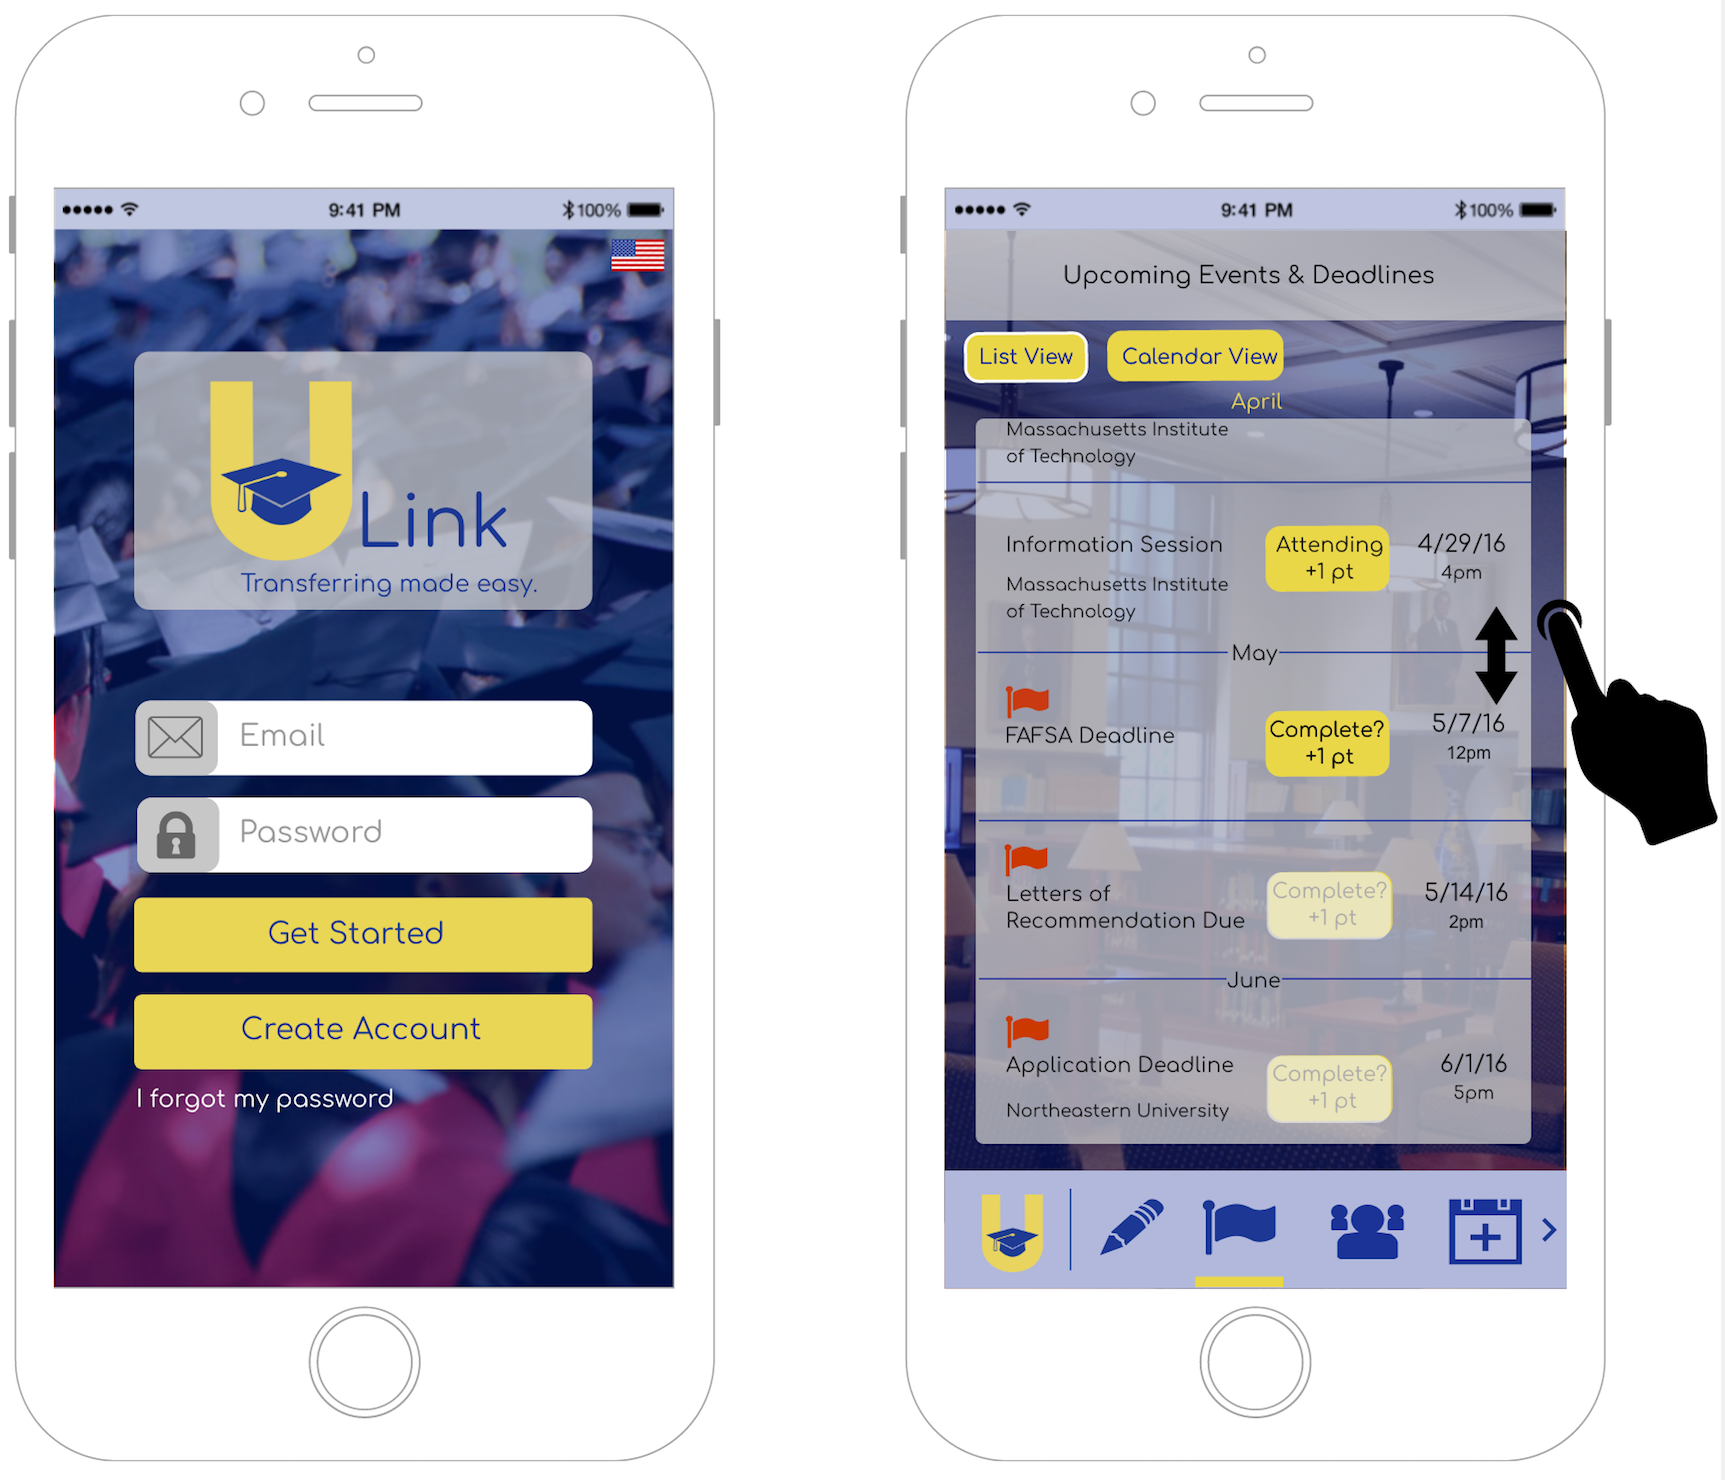 9:41 PM
100%
U Link
Transferring made easy.
Email
Password
Get Started
Create Account
I forgot my password
9:41 PM
100%
Upcoming Events & Deadlines
List View
Calendar View
April
Massachusetts Institute
of Technology
Information Session
Attending
+1 pt
4/29/16
4pm
Massachusetts Institute
of Technology
May
FAFSA Deadline
Complete?
+1 pt
5/7/16
12pm
Letters of
Recommendation Due
Complete?
+1 pt
5/14/16
2pm
June
Application Deadline
Complete?
+1 pt
6/1/16
5pm
Northeastern University
U